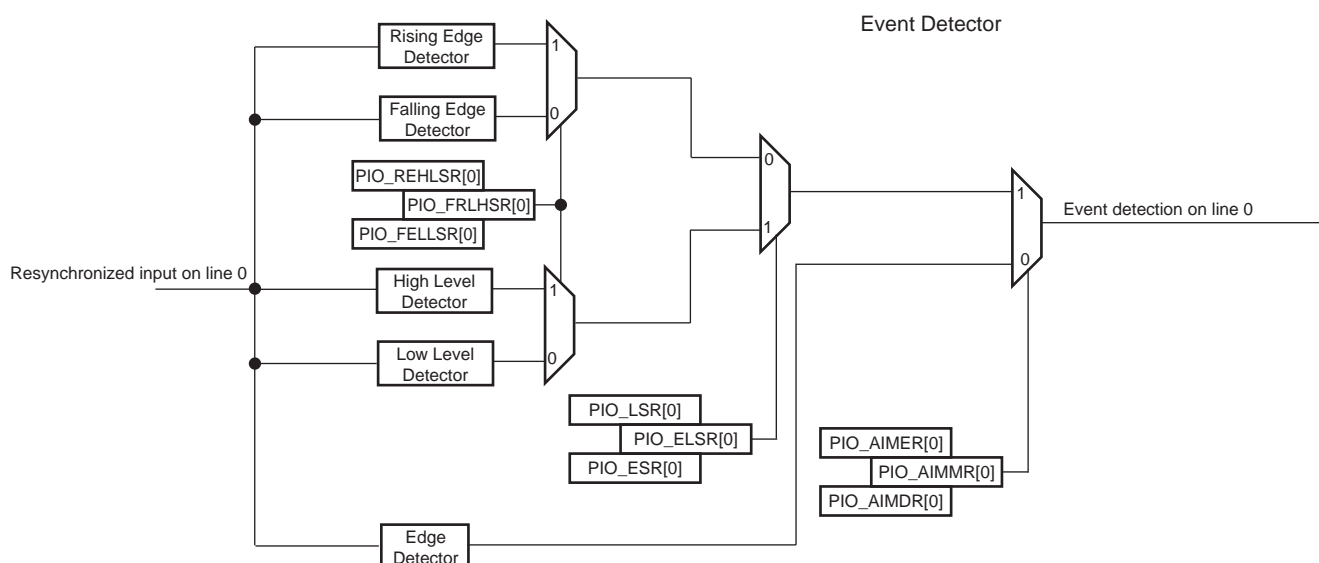 Event Detector
Rising Edge
Detector
1
Falling Edge
Detector
0
0
PIO_REHLSR[0]
PIO_FRLHSR[0]
PIO_FELLSR[0]
1
1
Event detection on line 0
Resynchronized input on line 0
High Level
Detector
1
0
Low Level
Detector
0
PIO_LSR[0]
PIO_ELSR[0]
PIO_ESR[0]
PIO_AIMER[0]
PIO_AIMMR[0]
PIO_AIMDR[0]
Edge
Detector